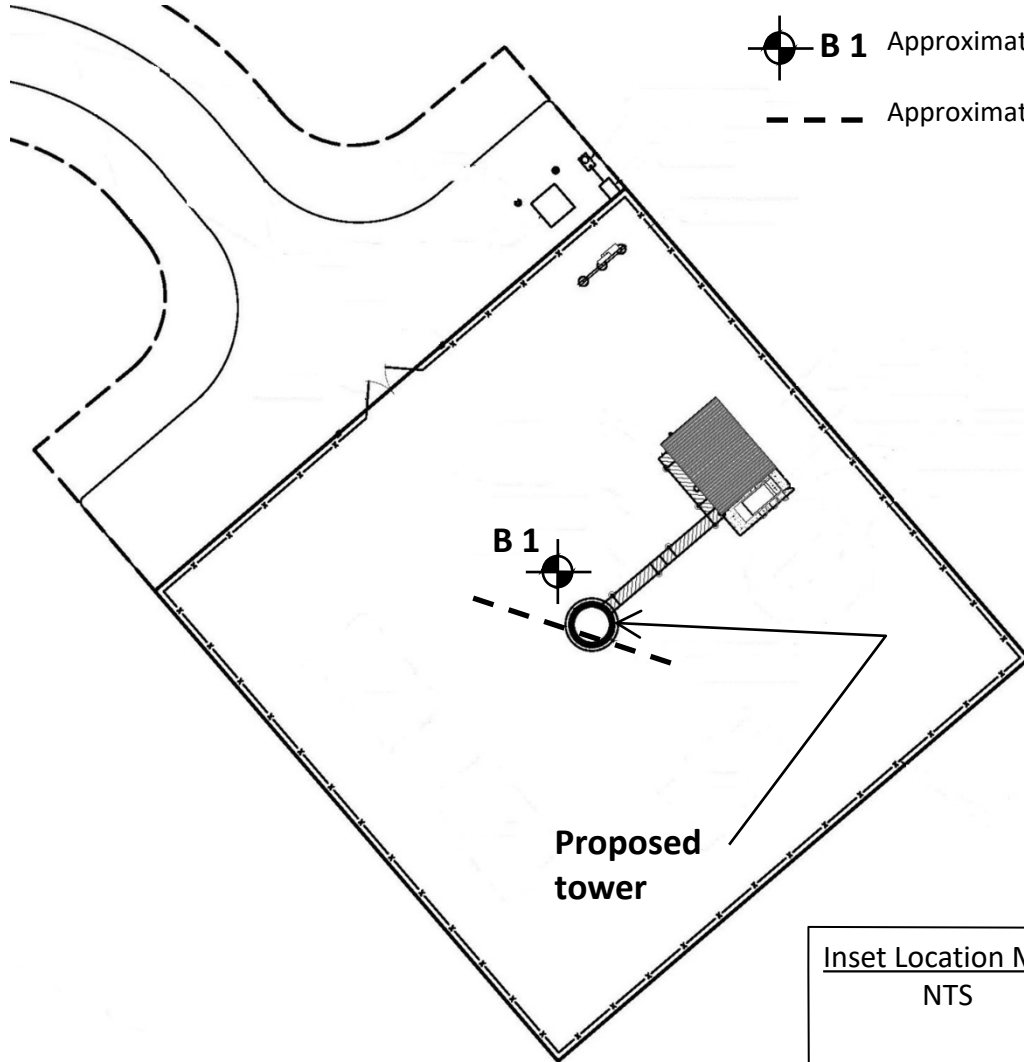 B 1 Approximat
Approximat
B 1
Proposed
tower
Inset Location
NTS